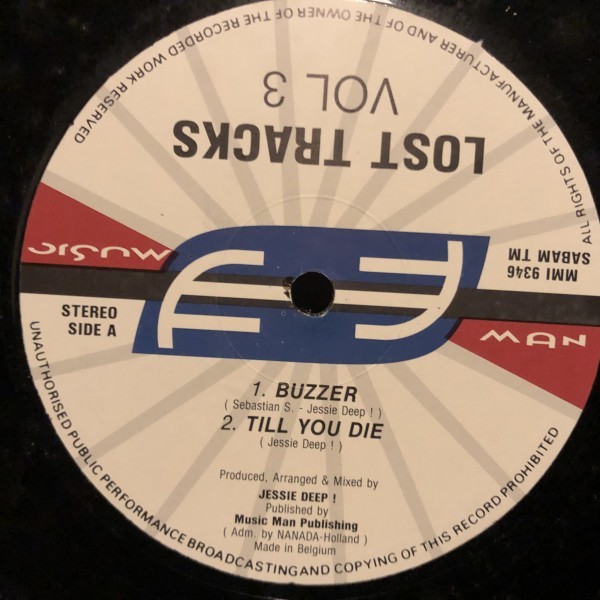 LOST TRACKS
VOL 3
MUSIC
MAN
MMI 9346
SABAM TM
STEREO
SIDE A
1. BUZZER
( Sebastian S. - Jessie Deep ! )
2. TILL YOU DIE
( Jessie Deep ! )
Produced, Arranged & Mixed by
JESSIE DEEP !
Published by
Music Man Publishing
( Adm. by NANADA-Holland )
Made in Belgium
ALL RIGHTS OF THE MANUFACTURER AND OF THE OWNER OF THE RECORDED WORK RESERVED
UNAUTHORISED PUBLIC PERFORMANCE BROADCASTING AND COPYING OF THIS RECORD PROHIBITED